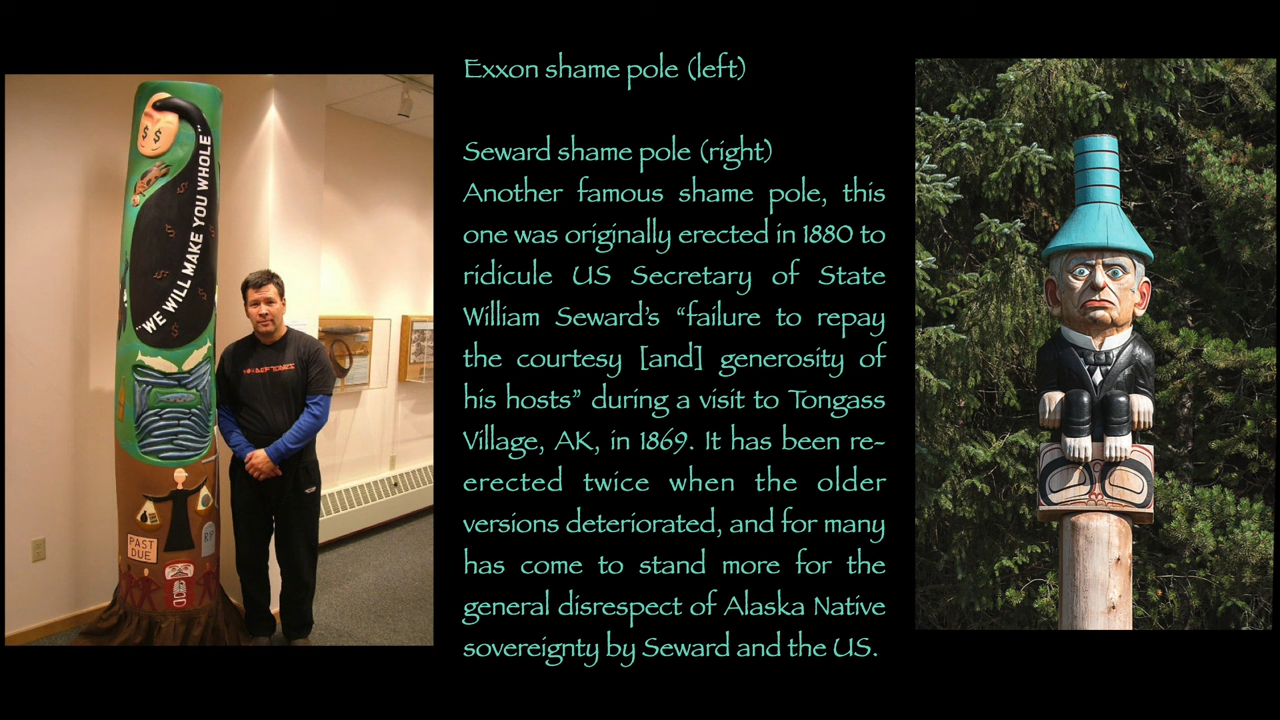 Exxon shame pole (left)
Seward shame pole (right)
Another famous shame pole, this
one was originally erected in 1880 to
ridicule US Secretary of State
William Seward's “failure to repay
the courtesy [and] generosity of
his hosts” during a visit to Tongass
Village, AK, in 1869. It has been re-
erected twice when the older
versions deteriorated, and for many
has come to stand more for the
general disrespect of Alaska Native
sovereignty by Seward and the US.
$ $
"WE WILL MAKE YOU WHOLE"
PAST
DUE